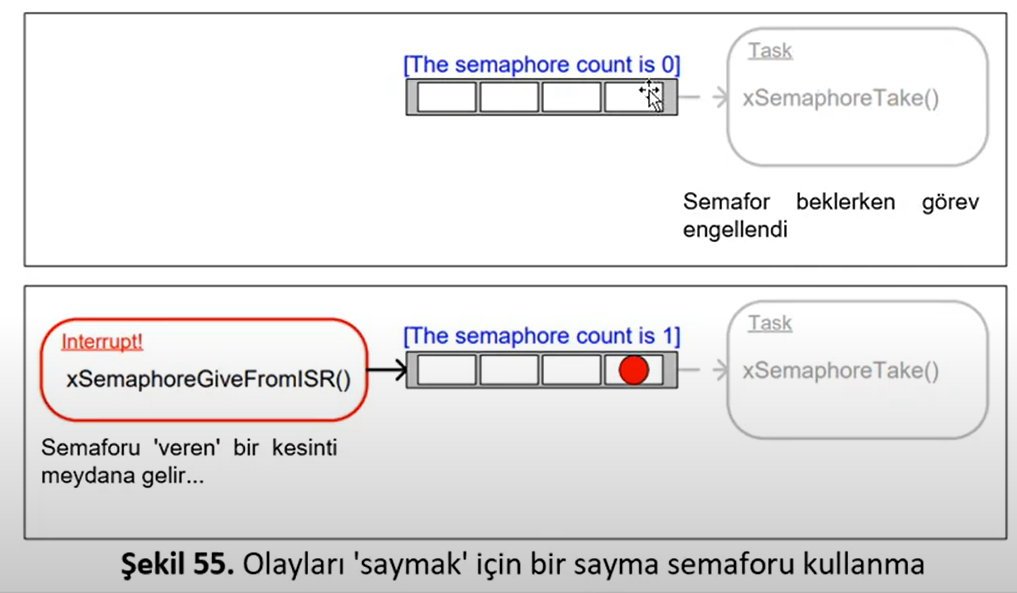 [The semaphore count is 0]
Task
xSemaphoreTake()
Semafor beklerken görev
engellendi
Interrupt!
xSemaphoreGiveFromISR()
[The semaphore count is 1]
Task
xSemaphoreTake()
Semaforu 'veren' bir kesinti
meydana gelir...
Şekil 55. Olayları 'saymak' için bir sayma semaforu kullanma